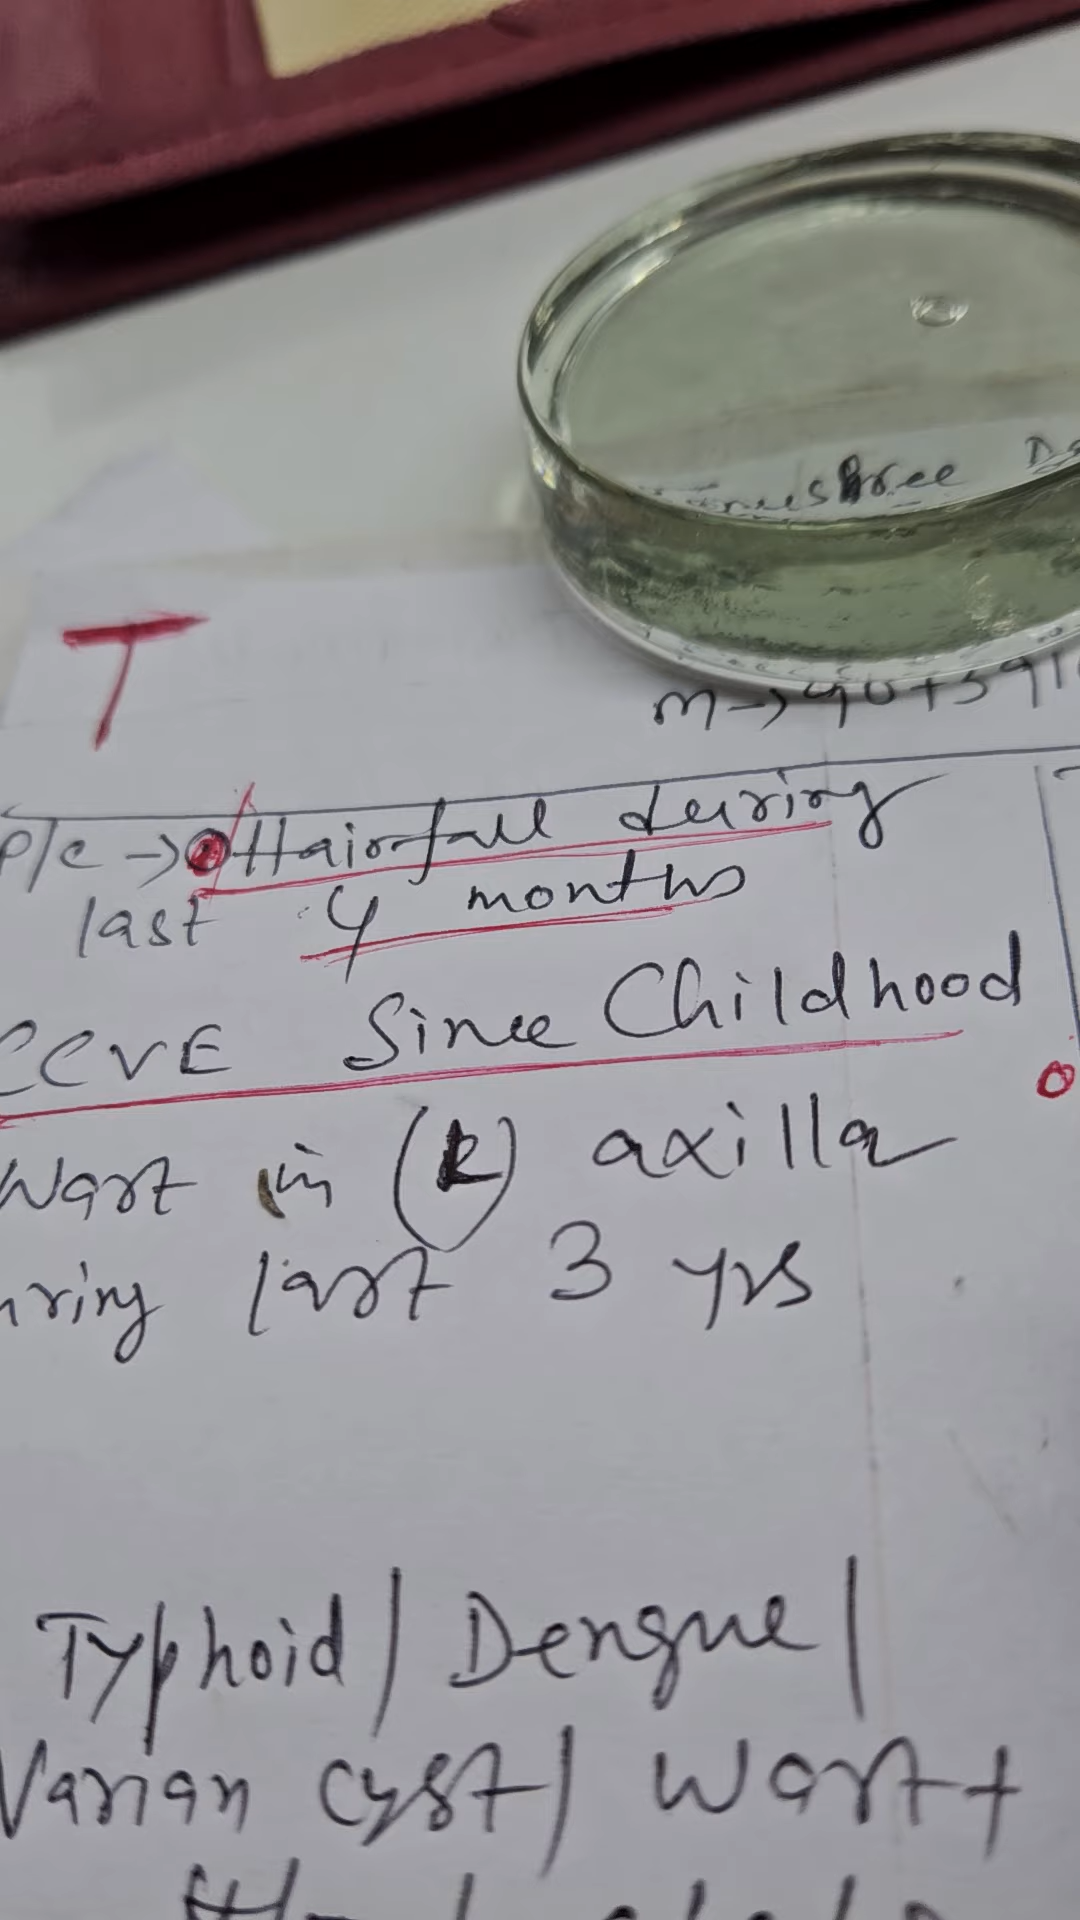 T
m→
P/c → Hairfall during
last 4 months
CCVE Since Childhood
Wart in (R) axilla
last 3 yrs
Typhoid / Dengue /
Varian cyst / Wart +